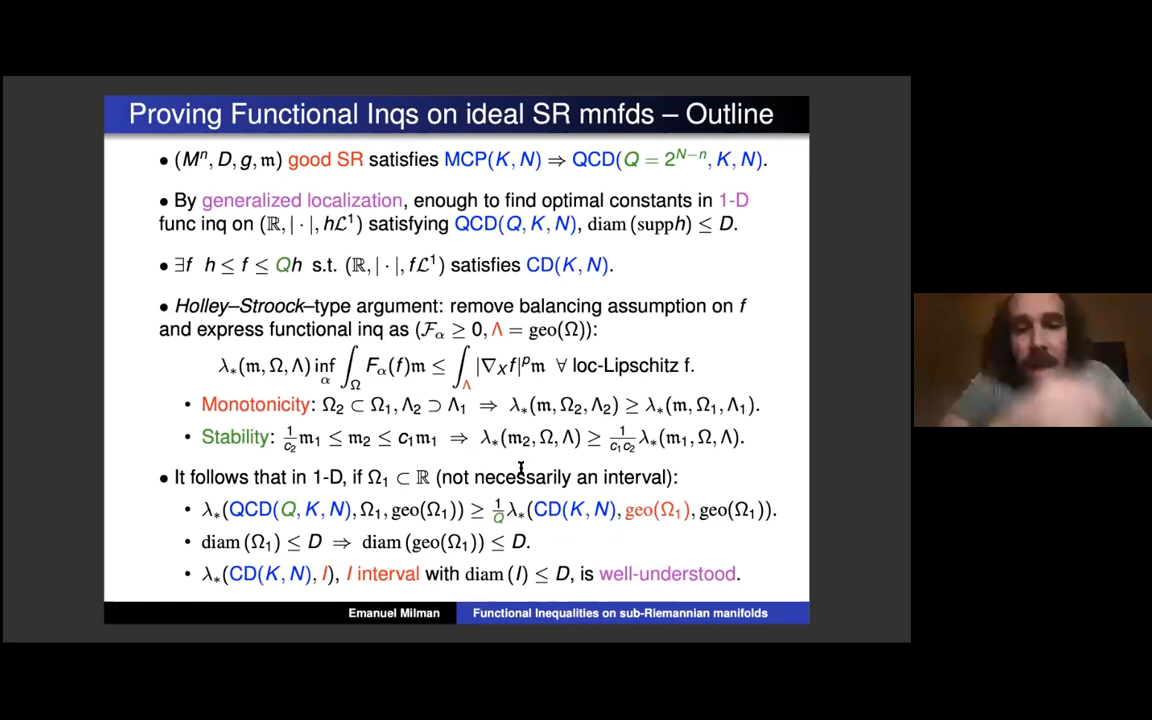 Proving Functional Inqs on ideal SR mnfds – Outline
• (Mⁿ, D, g, 𝔪) good SR satisfies MCP(K, N) ⇒ QCD(Q = 2ᴺ⁻ⁿ, K, N).
• By generalized localization, enough to find optimal constants in 1-D
func inq on (ℝ, | · |, hℒ¹) satisfying QCD(Q, K, N), diam (supph) ≤ D.
• ∃f h ≤ f ≤ Qh s.t. (ℝ, | · |, fℒ¹) satisfies CD(K, N).
• Holley–Stroock–type argument: remove balancing assumption on f
and express functional inq as (ℱ_α ≥ 0, Λ = geo(Ω)):
λ_*(𝔪, Ω, Λ) inf_α ∫_Ω F_α(f)𝔪 ≤ ∫_Λ |∇_X f|ᵖ𝔪 ∀ loc-Lipschitz f.
• Monotonicity: Ω₂ ⊂ Ω₁, Λ₂ ⊃ Λ₁ ⇒ λ_*(𝔪, Ω₂, Λ₂) ≥ λ_*(𝔪, Ω₁, Λ₁).
• Stability: 1/c₂ 𝔪₁ ≤ 𝔪₂ ≤ c₁𝔪₁ ⇒ λ_*(𝔪₂, Ω, Λ) ≥ 1/(c₁c₂) λ_*(𝔪₁, Ω, Λ).
• It follows that in 1-D, if Ω₁ ⊂ ℝ (not necessarily an interval):
• λ_*(QCD(Q, K, N), Ω₁, geo(Ω₁)) ≥ 1/Q λ_*(CD(K, N), geo(Ω₁), geo(Ω₁)).
• diam (Ω₁) ≤ D ⇒ diam (geo(Ω₁)) ≤ D.
• λ_*(CD(K, N), I), I interval with diam (I) ≤ D, is well-understood.
Emanuel Milman Functional Inequalities on sub-Riemannian manifolds